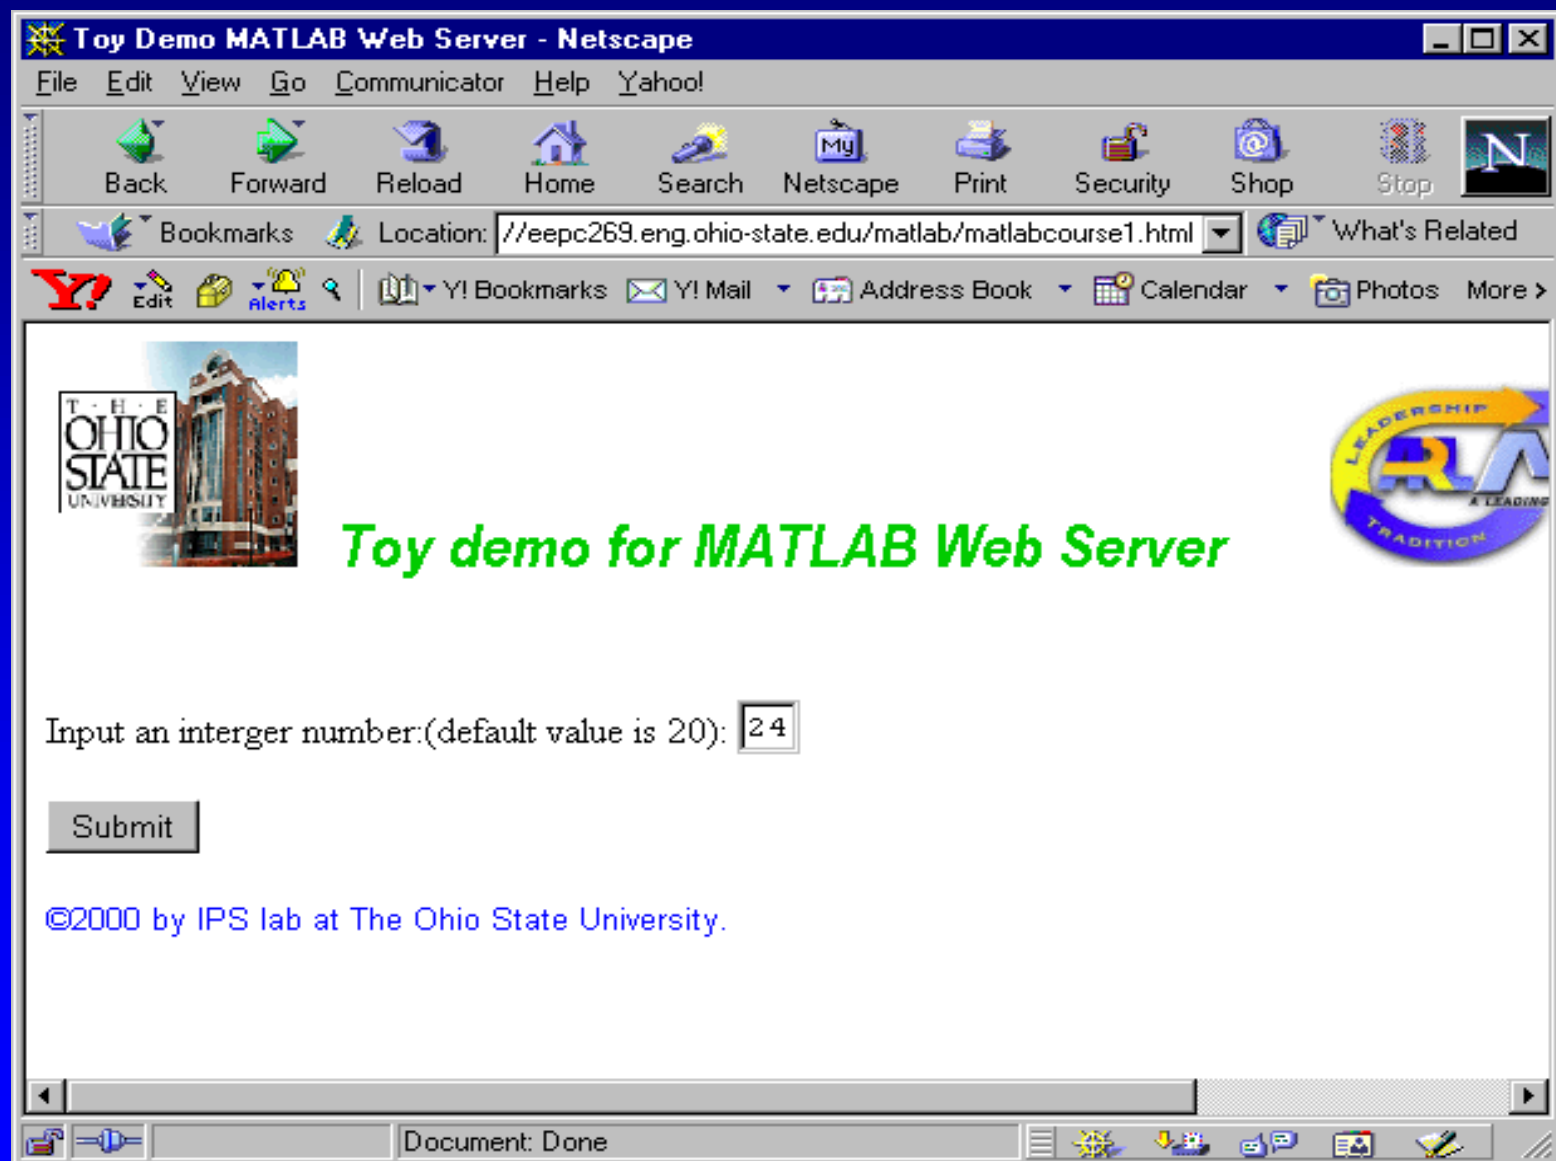 Toy Demo MATLAB Web Server - Netscape
File Edit View Go Communicator Help Yahoo!
My
N
Back Forward Reload Home Search Netscape Print Security Shop Stop
Bookmarks Location: //eepc269.eng.ohio-state.edu/matlab/matlabcourse1.html What's Related
Y! Edit Alerts Y! Bookmarks Y! Mail Address Book Calendar Photos More >
T · H · E
OHIO
STATE
UNIVERSITY
LEADERSHIP
ARL A
A LEADING
TRADITION
Toy demo for MATLAB Web Server
Input an interger number:(default value is 20): 24
Submit
©2000 by IPS lab at The Ohio State University.
Document: Done